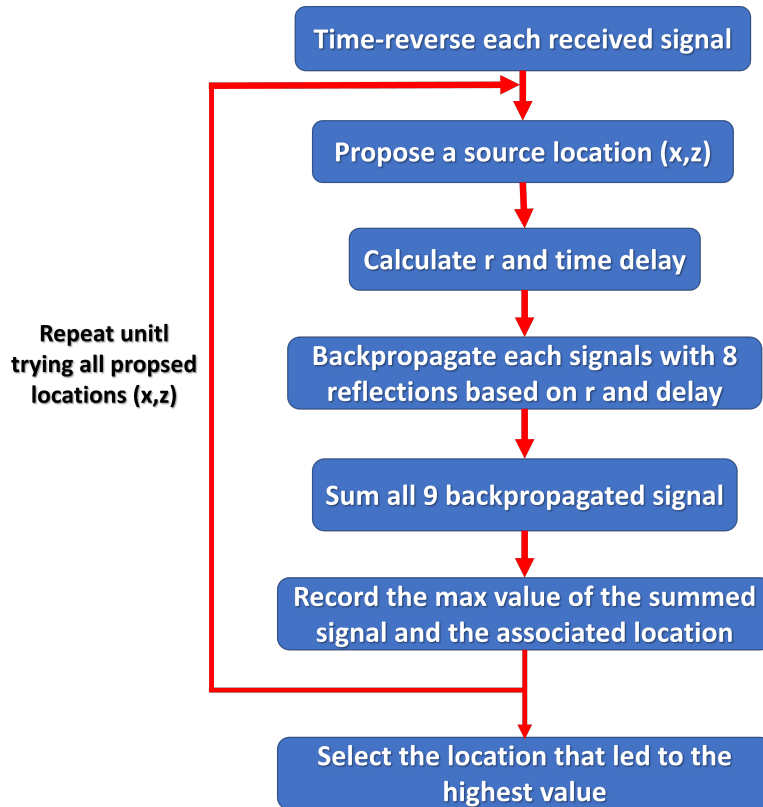 Time-reverse each received signal
Propose a source location (x,z)
Calculate r and time delay
Repeat unitl
trying all propsed
locations (x,z)
Backpropagate each signals with 8
reflections based on r and delay
Sum all 9 backpropagated signal
Record the max value of the summed
signal and the associated location
Select the location that led to the
highest value